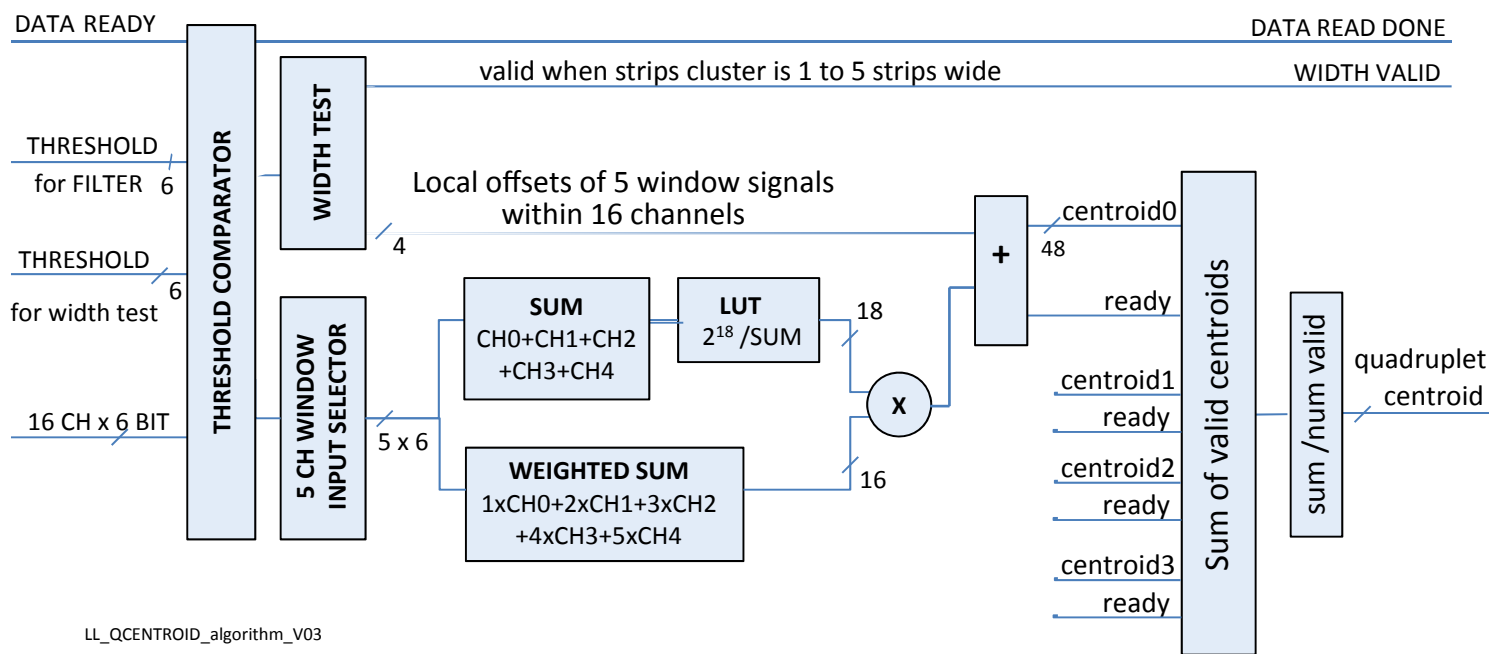 DATA READY
DATA READ DONE
valid when strips cluster is 1 to 5 strips wide
WIDTH VALID
THRESHOLD
for FILTER
6
THRESHOLD
for width test
6
16 CH x 6 BIT
THRESHOLD COMPARATOR
WIDTH TEST
Local offsets of 5 window signals
within 16 channels
4
5 CH WINDOW
INPUT SELECTOR
5 x 6
SUM
CH0+CH1+CH2
+CH3+CH4
LUT
2¹⁸ /SUM
18
WEIGHTED SUM
1xCH0+2xCH1+3xCH2
+4xCH3+5xCH4
16
X
+
centroid0
48
ready
centroid1
ready
centroid2
ready
centroid3
ready
Sum of valid centroids
sum /num valid
quadruplet
centroid
LL_QCENTROID_algorithm_V03